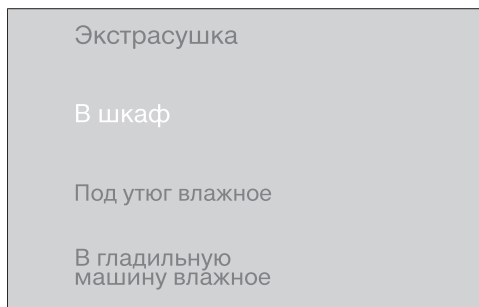 Экстрасушка
В шкаф
Под утюг влажное
В гладильную
машину влажное